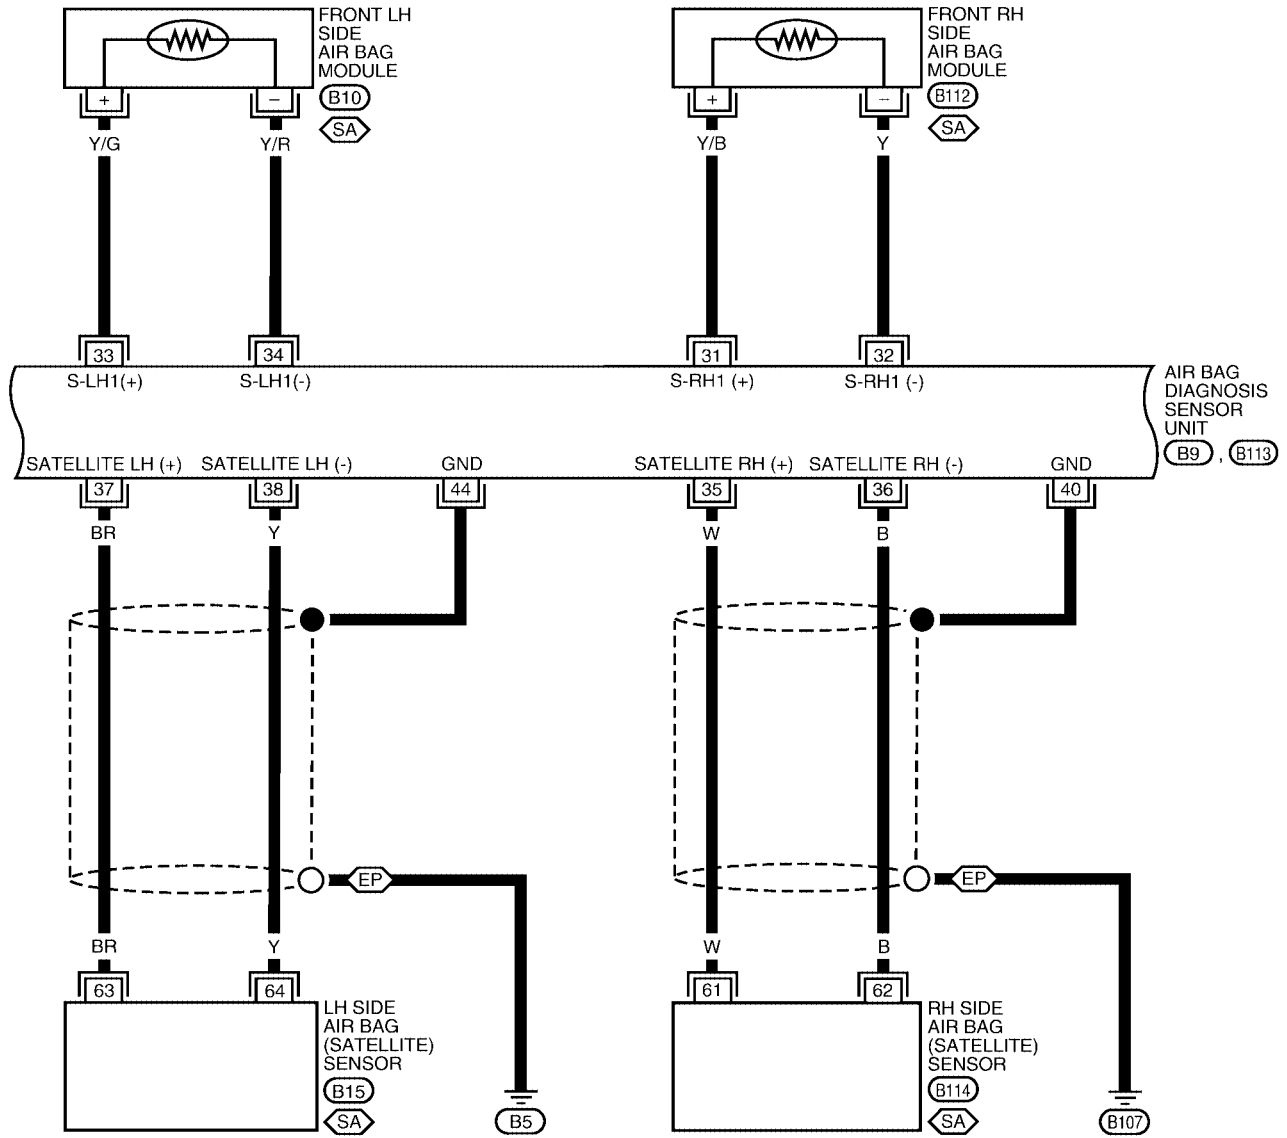 FRONT LH
SIDE
AIR BAG
MODULE
B10
SA
+
−
Y/G
Y/R
FRONT RH
SIDE
AIR BAG
MODULE
B112
SA
+
−
Y/B
Y
33
34
31
32
S-LH1(+)
S-LH1(-)
S-RH1 (+)
S-RH1 (-)
AIR BAG
DIAGNOSIS
SENSOR
UNIT
B9 , B113
SATELLITE LH (+)
SATELLITE LH (-)
GND
SATELLITE RH (+)
SATELLITE RH (-)
GND
37
38
44
35
36
40
BR
Y
W
B
EP
EP
BR
Y
W
B
63
64
61
62
LH SIDE
AIR BAG
(SATELLITE)
SENSOR
B15
SA
B5
RH SIDE
AIR BAG
(SATELLITE)
SENSOR
B114
SA
B107